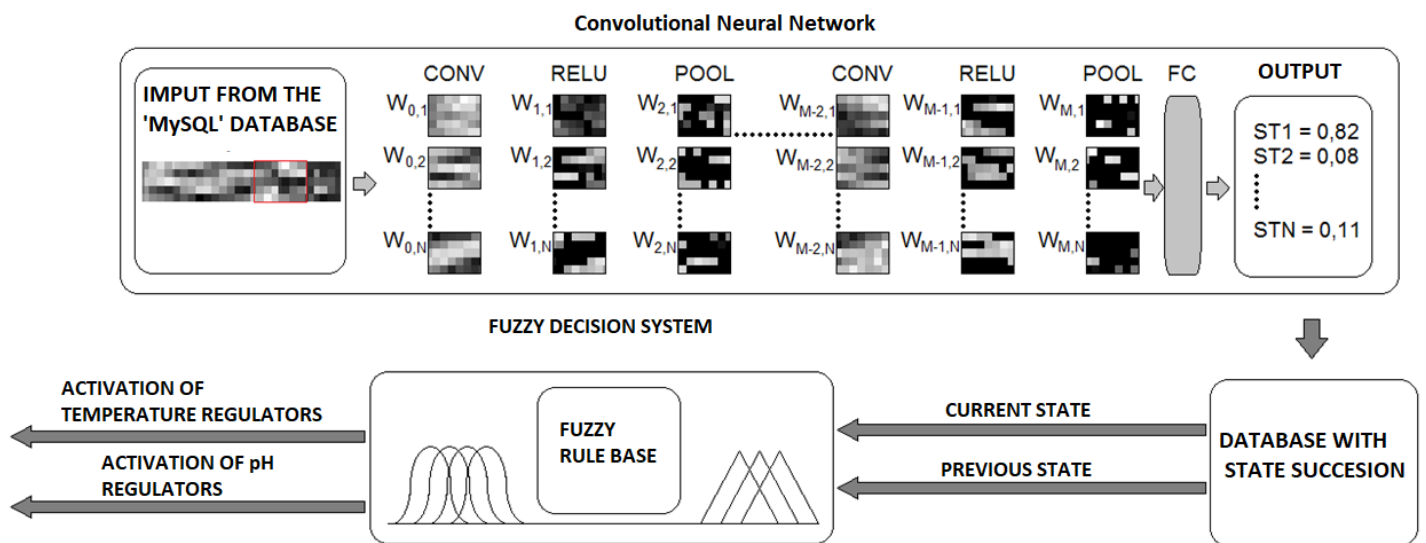 Convolutional Neural Network
IMPUT FROM THE
'MySQL' DATABASE
CONV RELU POOL CONV RELU POOL FC
W0,1 W1,1 W2,1 WM-2,1 WM-1,1 WM,1
W0,2 W1,2 W2,2 WM-2,2 WM-1,2 WM,2
W0,N W1,N W2,N WM-2,N WM-1,N WM,N
OUTPUT
ST1 = 0,82
ST2 = 0,08
STN = 0,11
FUZZY DECISION SYSTEM
ACTIVATION OF
TEMPERATURE REGULATORS
ACTIVATION OF pH
REGULATORS
FUZZY
RULE BASE
CURRENT STATE
PREVIOUS STATE
DATABASE WITH
STATE SUCCESION